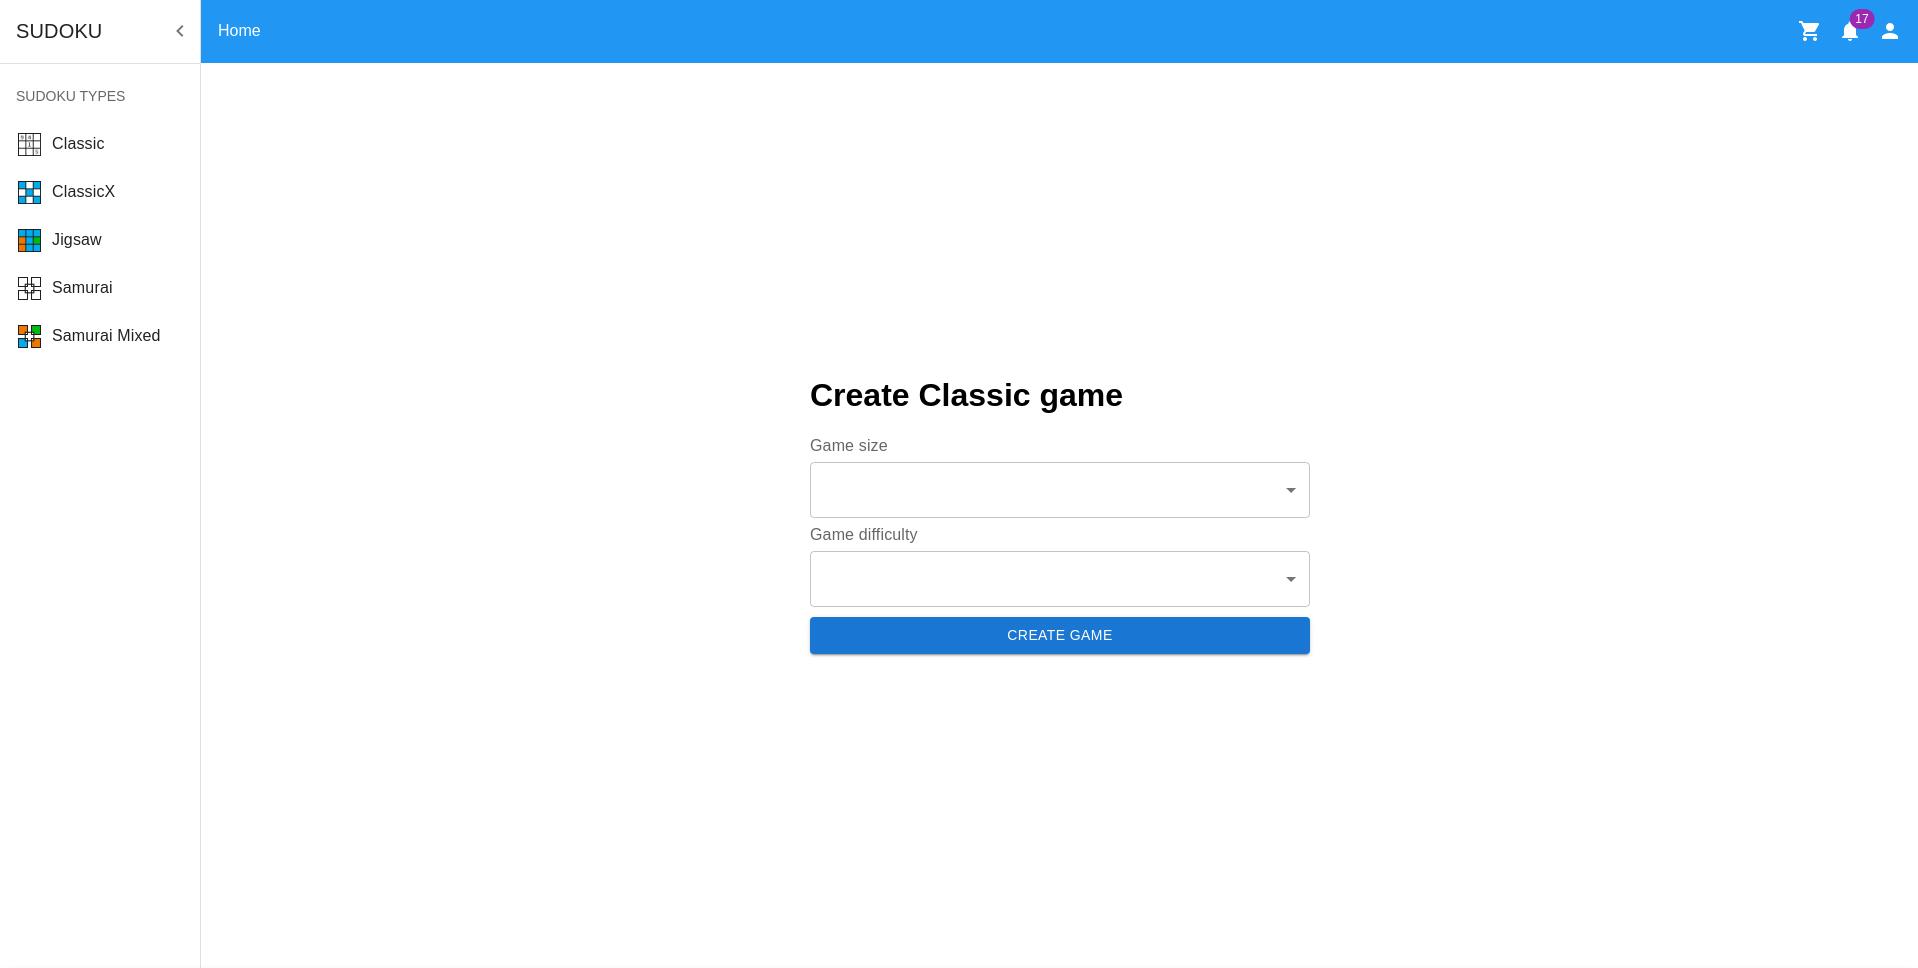 SUDOKU
Home
17
SUDOKU TYPES
Classic
ClassicX
Jigsaw
Samurai
Samurai Mixed
Create Classic game
Game size
Game difficulty
CREATE GAME